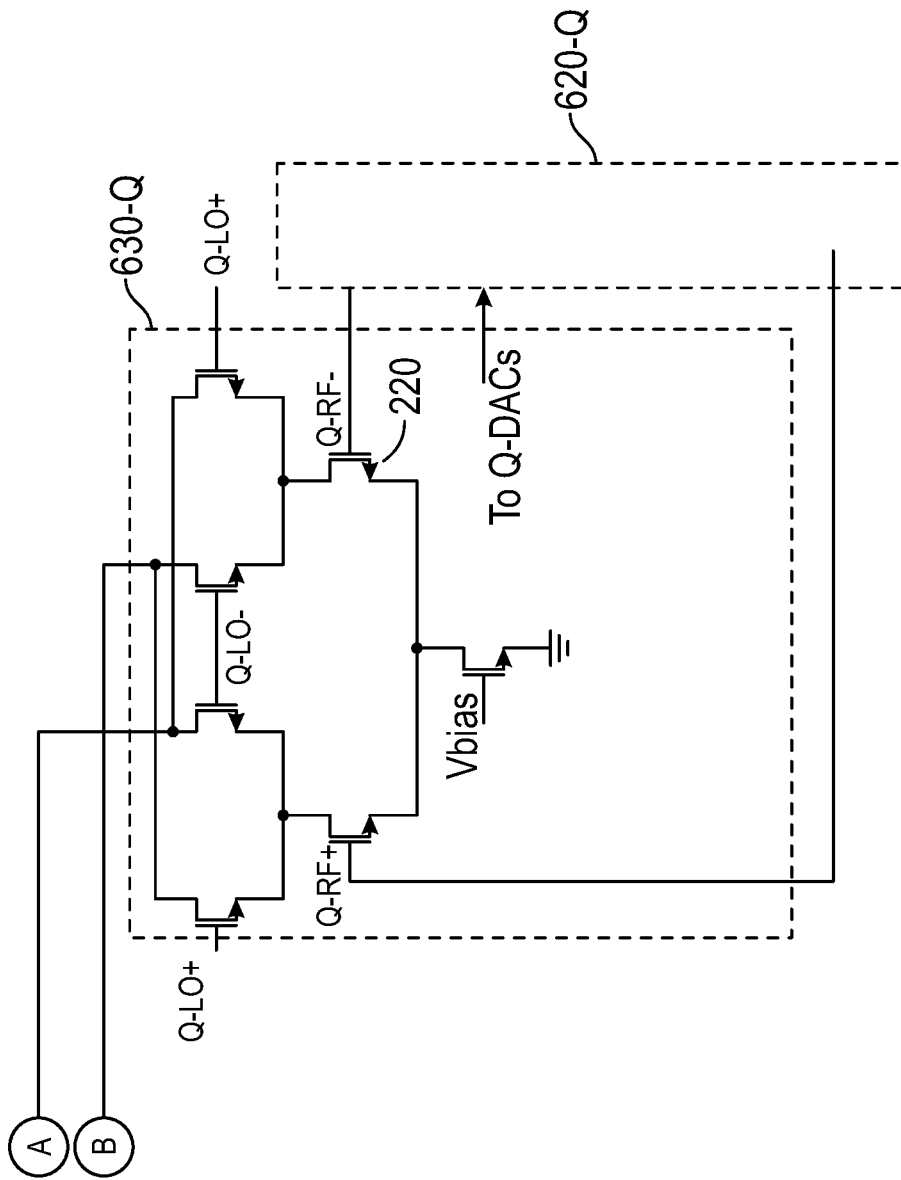 620-Q
630-Q
Q-LO+
Q-RF-
220
To Q-DACs
Q-LO-
Vbias
Q-RF+
Q-LO+
A
B